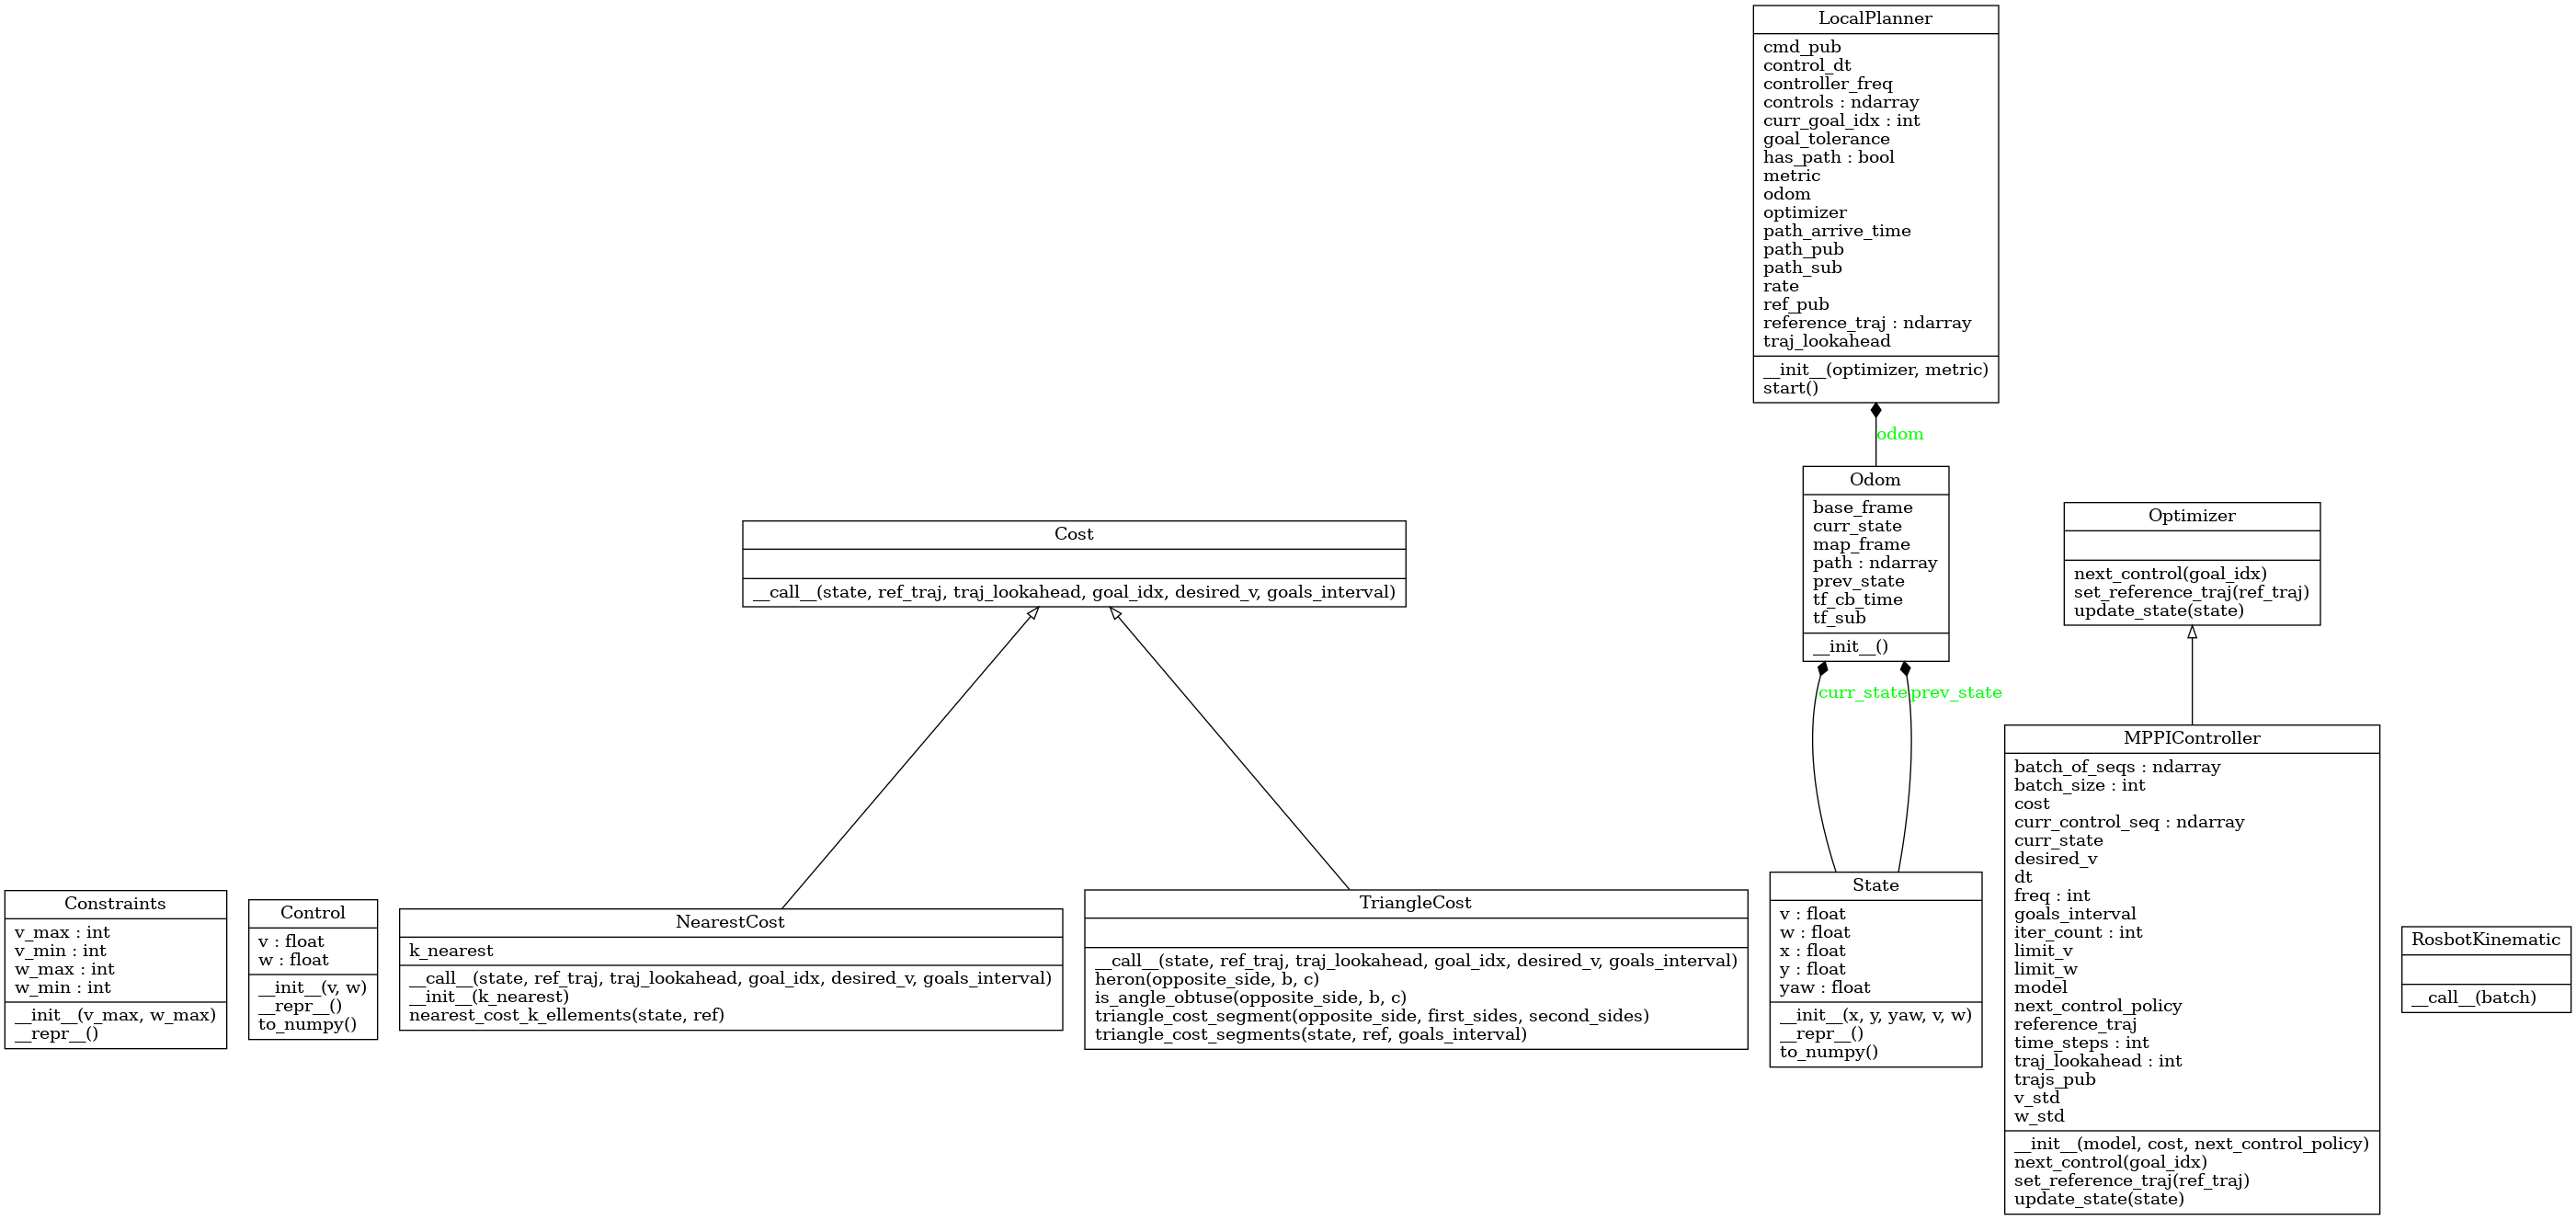 LocalPlanner
cmd_pub
control_dt
controller_freq
controls : ndarray
curr_goal_idx : int
goal_tolerance
has_path : bool
metric
odom
optimizer
path_arrive_time
path_pub
path_sub
rate
ref_pub
reference_traj : ndarray
traj_lookahead
__init__(optimizer, metric)
start()
odom
Cost
__call__(state, ref_traj, traj_lookahead, goal_idx, desired_v, goals_interval)
Odom
base_frame
curr_state
map_frame
path : ndarray
prev_state
tf_cb_time
tf_sub
__init__()
Optimizer
next_control(goal_idx)
set_reference_traj(ref_traj)
update_state(state)
curr_state
prev_state
Constraints
v_max : int
v_min : int
w_max : int
w_min : int
__init__(v_max, w_max)
__repr__()
Control
v : float
w : float
__init__(v, w)
__repr__()
to_numpy()
NearestCost
k_nearest
__call__(state, ref_traj, traj_lookahead, goal_idx, desired_v, goals_interval)
__init__(k_nearest)
nearest_cost_k_ellements(state, ref)
TriangleCost
__call__(state, ref_traj, traj_lookahead, goal_idx, desired_v, goals_interval)
heron(opposite_side, b, c)
is_angle_obtuse(opposite_side, b, c)
triangle_cost_segment(opposite_side, first_sides, second_sides)
triangle_cost_segments(state, ref, goals_interval)
State
v : float
w : float
x : float
y : float
yaw : float
__init__(x, y, yaw, v, w)
__repr__()
to_numpy()
MPPIController
batch_of_seqs : ndarray
batch_size : int
cost
curr_control_seq : ndarray
curr_state
desired_v
dt
freq : int
goals_interval
iter_count : int
limit_v
limit_w
model
next_control_policy
reference_traj
time_steps : int
traj_lookahead : int
trajs_pub
v_std
w_std
__init__(model, cost, next_control_policy)
next_control(goal_idx)
set_reference_traj(ref_traj)
update_state(state)
RosbotKinematic
__call__(batch)